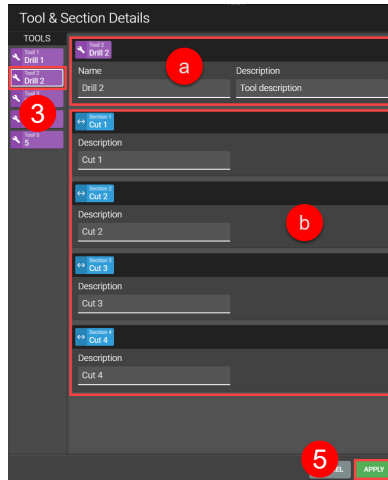 Tool & Section Details
TOOLS
Tool 1
Drill 1
Tool 2
Drill 2
3
Tool 5
5
Tool 2
Drill 2
a
Name
Description
Drill 2
Tool description
Section 1
Cut 1
Description
Cut 1
Section 2
Cut 2
Description
Cut 2
b
Section 3
Cut 3
Description
Cut 3
Section 4
Cut 4
Description
Cut 4
5
APPLY